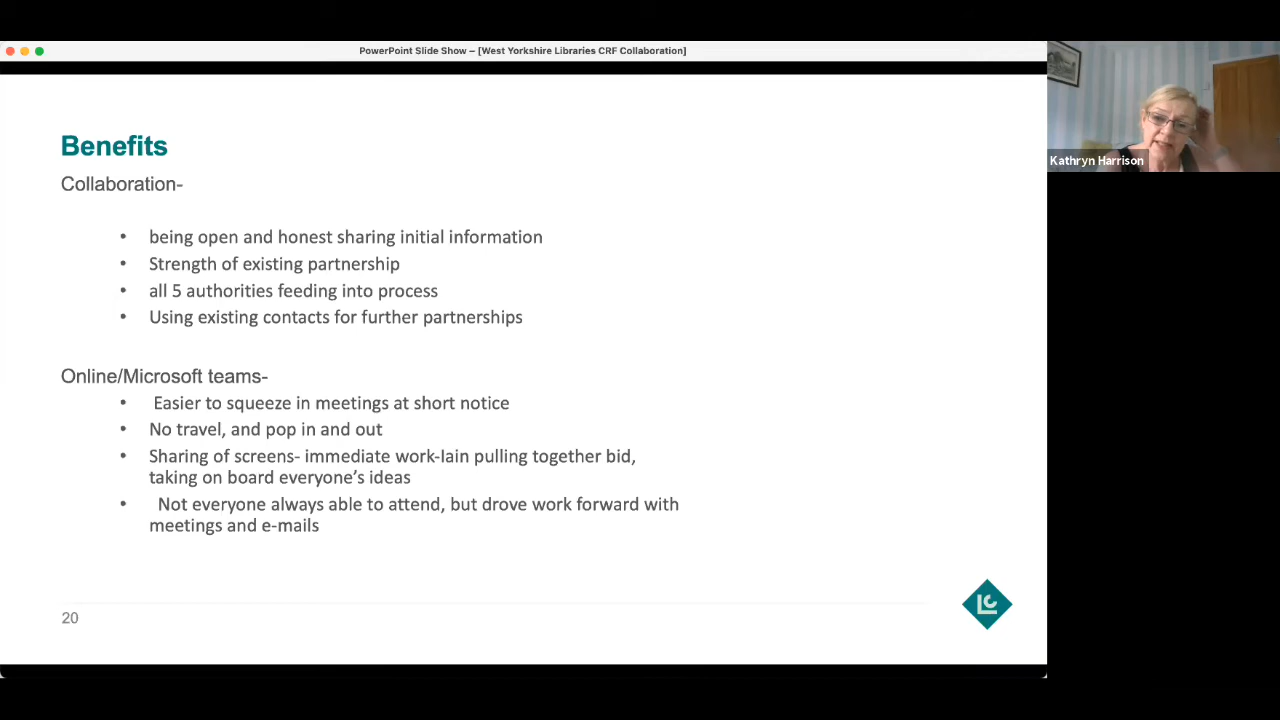 PowerPoint Slide Show – [West Yorkshire Libraries CRF Collaboration]
Kathryn Harrison
Benefits
Collaboration-
• being open and honest sharing initial information
• Strength of existing partnership
• all 5 authorities feeding into process
• Using existing contacts for further partnerships
Online/Microsoft teams-
• Easier to squeeze in meetings at short notice
• No travel, and pop in and out
• Sharing of screens- immediate work-Iain pulling together bid,
taking on board everyone’s ideas
• Not everyone always able to attend, but drove work forward with
meetings and e-mails
20
LC